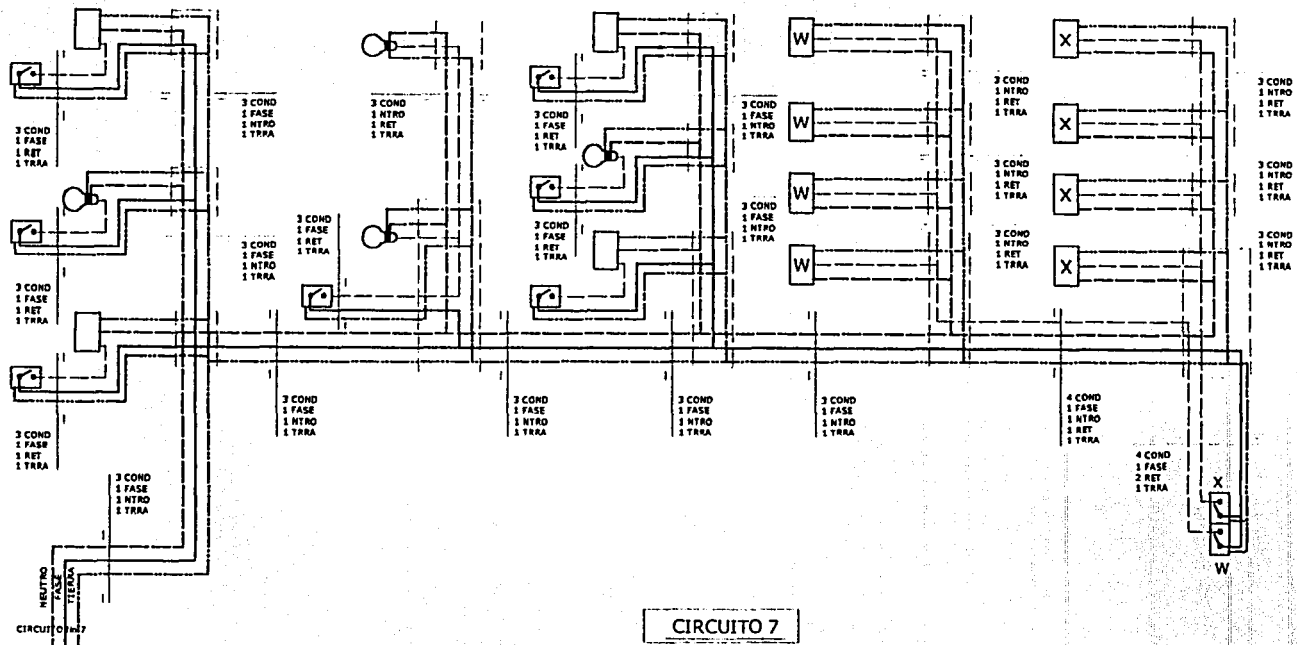 W
X
3 COND
1 FASE
1 RET
1 TRRA
3 COND
1 FASE
1 NTRO
1 TRRA
3 COND
1 NTRO
1 RET
1 TRRA
3 COND
1 FASE
1 RET
1 TRRA
3 COND
1 FASE
1 NTRO
1 TRRA
W
3 COND
1 NTRO
1 RET
1 TRRA
X
3 COND
1 NTRO
1 RET
1 TRRA
3 COND
1 FASE
1 RET
1 TRRA
3 COND
1 FASE
1 NTRO
1 TRRA
3 COND
1 FASE
1 RET
1 TRRA
3 COND
1 FASE
1 RET
1 TRRA
3 COND
1 FASE
1 NTRO
1 TRRA
W
3 COND
1 NTRO
1 RET
1 TRRA
X
3 COND
1 NTRO
1 RET
1 TRRA
W
3 COND
1 NTRO
1 RET
1 TRRA
X
3 COND
1 NTRO
1 RET
1 TRRA
3 COND
1 FASE
1 RET
1 TRRA
3 COND
1 FASE
1 NTRO
1 TRRA
3 COND
1 FASE
1 NTRO
1 TRRA
3 COND
1 FASE
1 NTRO
1 TRRA
3 COND
1 FASE
1 NTRO
1 TRRA
4 COND
1 FASE
1 NTRO
1 RET
1 TRRA
3 COND
1 FASE
1 NTRO
1 TRRA
4 COND
1 FASE
2 RET
1 TRRA
X
W
NEUTRO
FASE
TIERRA
CIRCUITO 7
CIRCUITO 7